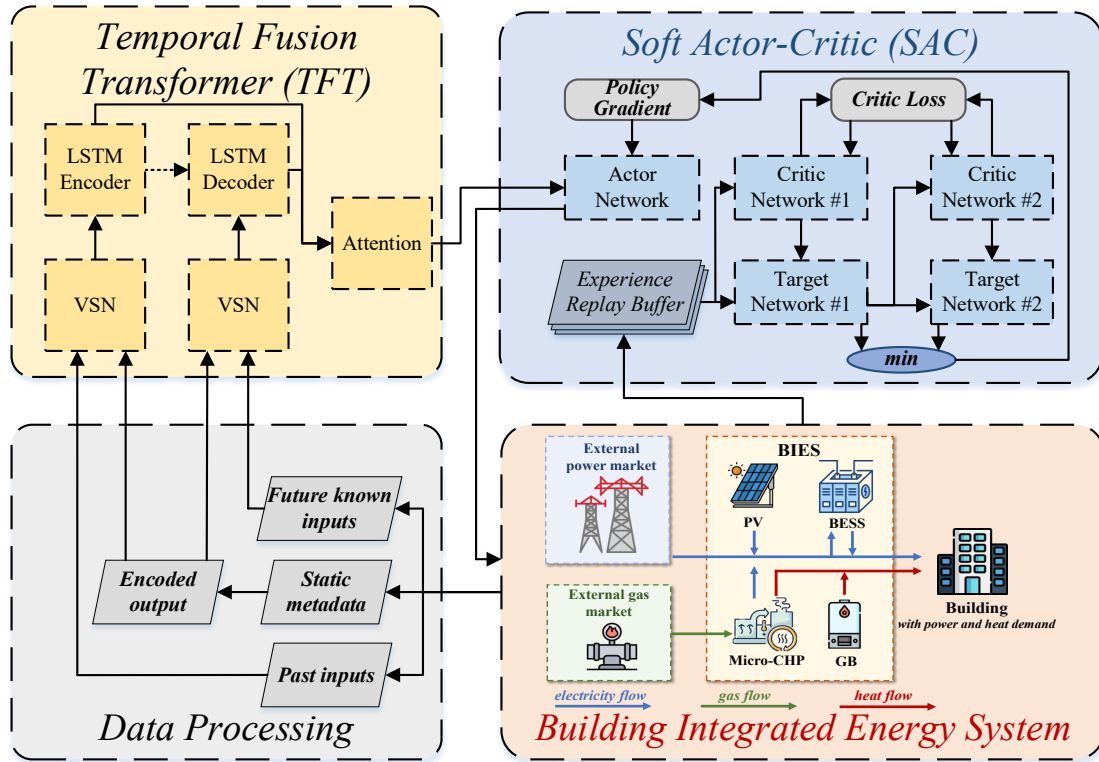 Temporal Fusion
Transformer (TFT)
LSTM
Encoder
LSTM
Decoder
Attention
VSN
VSN
Soft Actor-Critic (SAC)
Policy
Gradient
Critic Loss
Actor
Network
Critic
Network #1
Critic
Network #2
Experience
Replay Buffer
Target
Network #1
Target
Network #2
min
Future known
inputs
Encoded
output
Static
metadata
Past inputs
Data Processing
External
power market
BIES
PV
BESS
External gas
market
Micro-CHP
GB
Building
with power and heat demand
electricity flow
gas flow
heat flow
Building Integrated Energy System